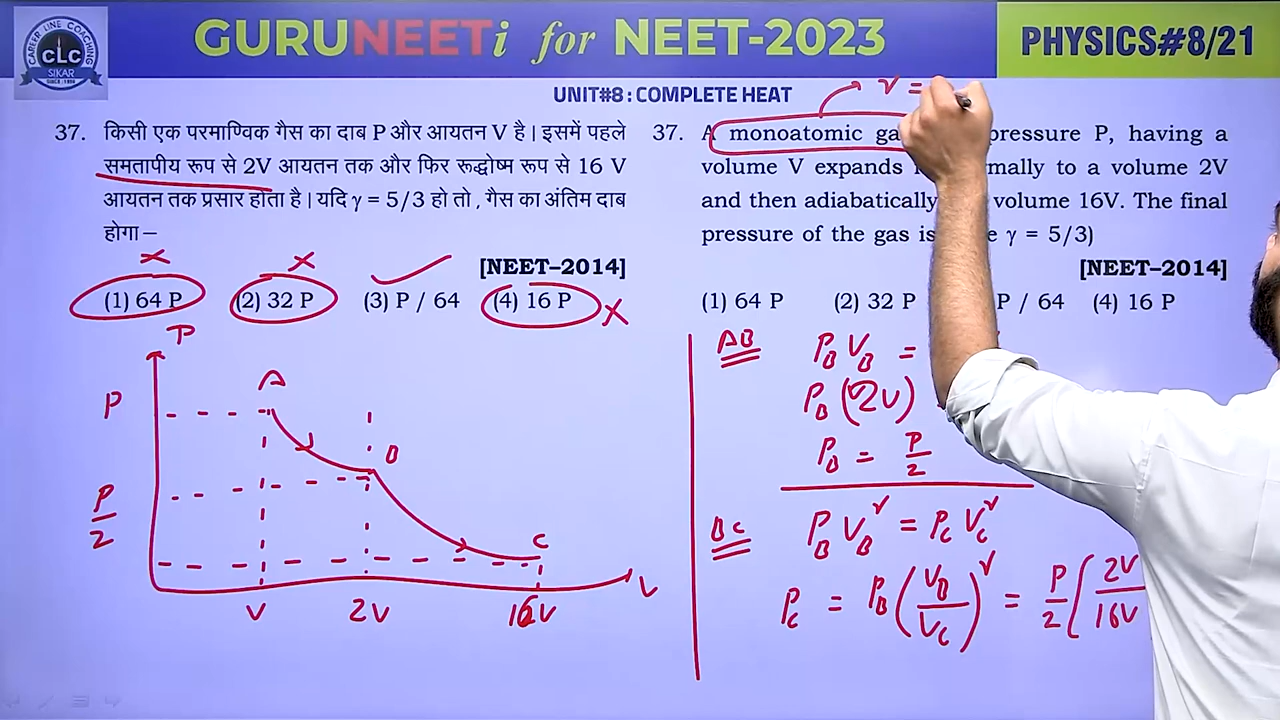 GURUNEETi for NEET-2023
PHYSICS#8/21
CAREER LINE COACHING
CLC
SIKAR
UNIT#8 : COMPLETE HEAT
37. किसी एक परमाण्विक गैस का दाब P और आयतन V है। इसमें पहले
समतापीय रूप से 2V आयतन तक और फिर रूद्धोष्म रूप से 16 V
आयतन तक प्रसार होता है। यदि γ = 5/3 हो तो , गैस का अंतिम दाब
होगा –
[NEET–2014]
(1) 64 P (2) 32 P (3) P / 64 (4) 16 P
P
A
P
B
P/2
C
V 2V 16V V
γ =
37. A monoatomic ga pressure P, having a
volume V expands mally to a volume 2V
and then adiabatically volume 16V. The final
pressure of the gas is e γ = 5/3)
[NEET–2014]
(1) 64 P (2) 32 P P / 64 (4) 16 P
AB P_B V_B =
P_B (2V)
P_B = P/2
BC P_B V_B^γ = P_C V_C^γ
P_C = P_B (V_B/V_C)^γ = P/2 (2V/16V